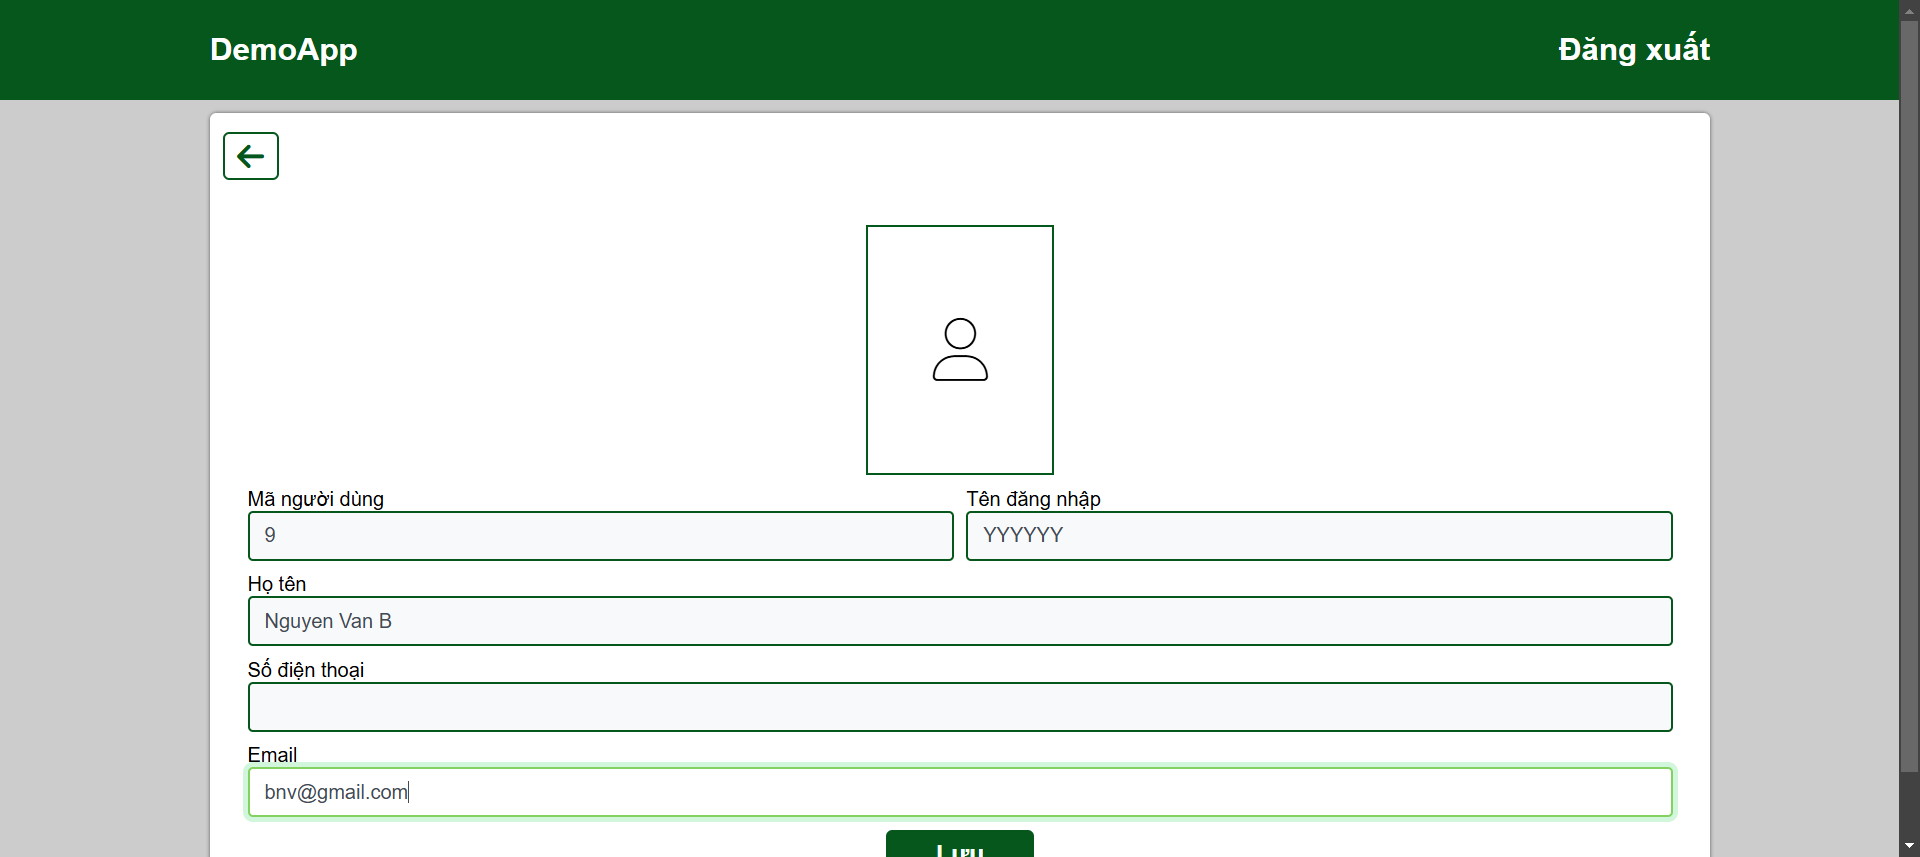 DemoApp
Đăng xuất
Mã người dùng
Tên đăng nhập
9
YYYYYY
Họ tên
Nguyen Van B
Số điện thoại
Email
bnv@gmail.com
Lưu